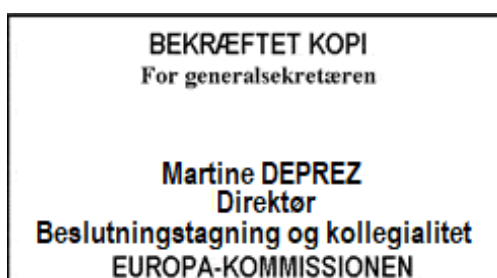 BEKRÆFTET KOPI
For generalsekretæren
Martine DEPREZ
Direktør
Beslutningstagning og kollegialitet
EUROPA-KOMMISSIONEN